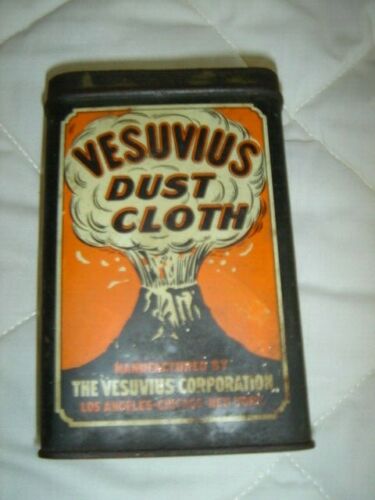 VESUVIUS
DUST
CLOTH
MANUFACTURED BY
THE VESUVIUS CORPORATION,
LOS ANGELES-CHICAGO-NEW YORK